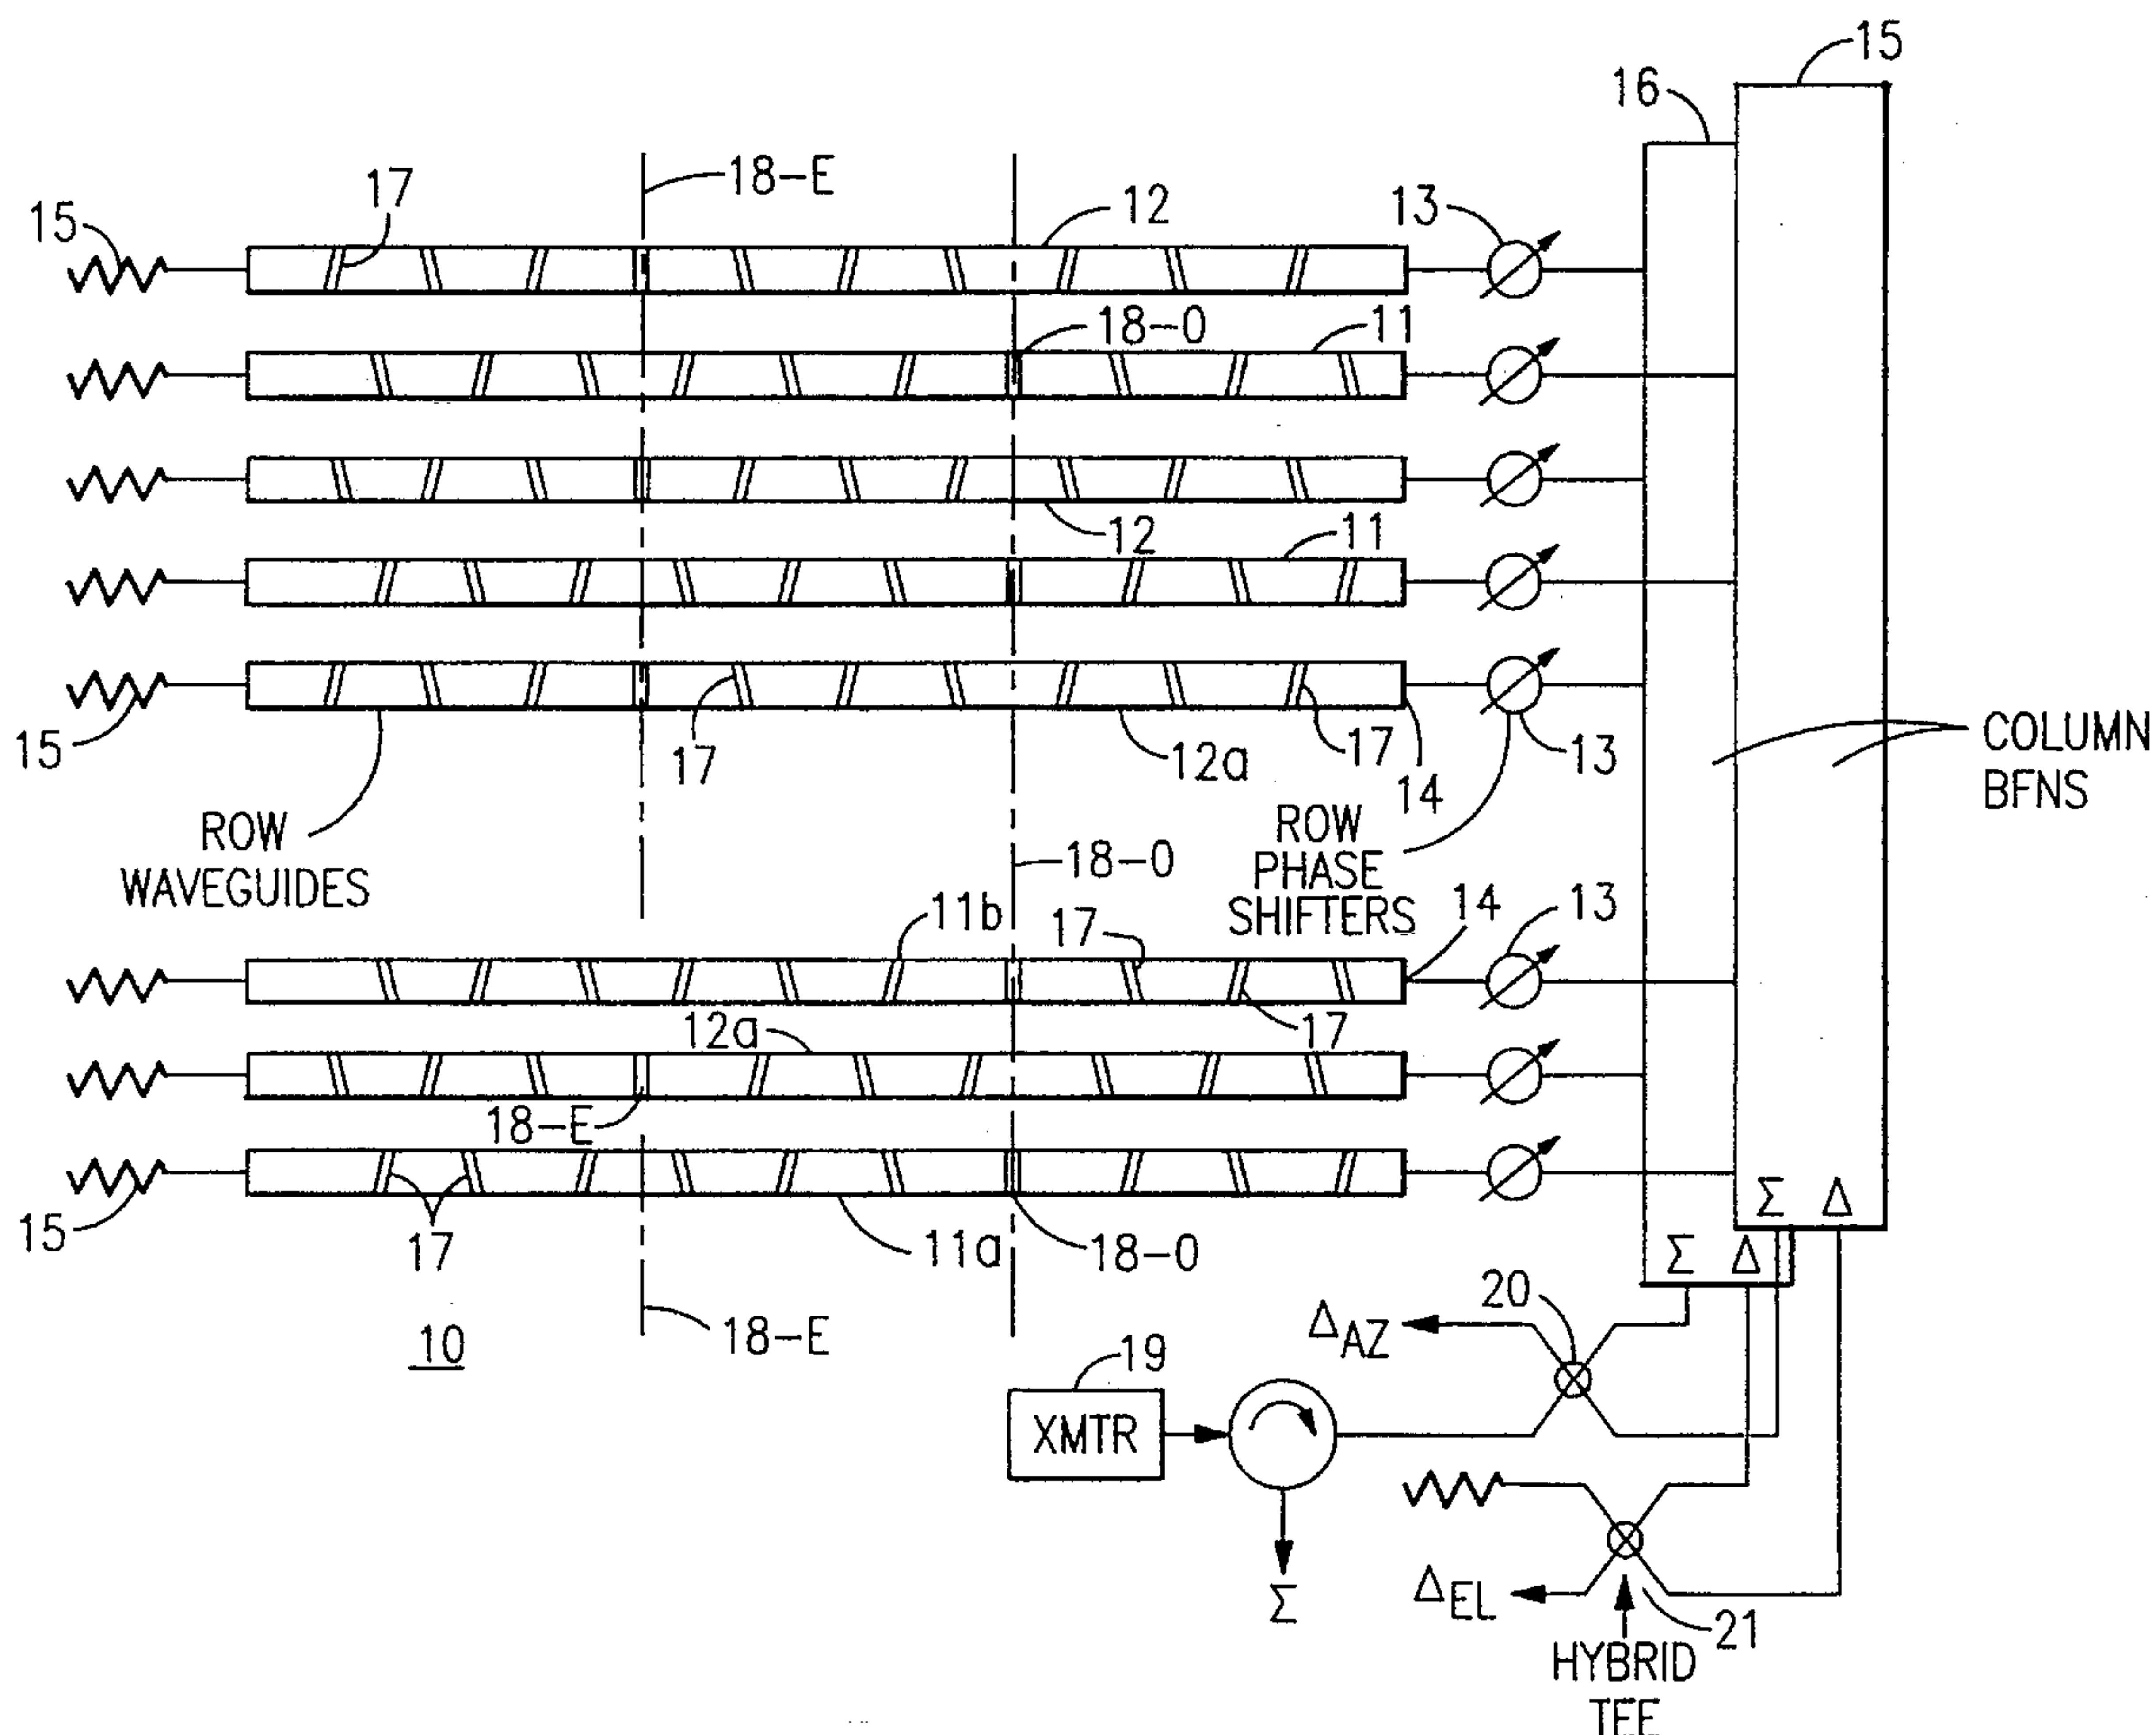 15
16
17
18-E
12
13
15
18-0
11
12
11
15
17
12a
17
14
13
COLUMN
BFNS
ROW
WAVEGUIDES
ROW
PHASE
SHIFTERS
18-0
11b
17
14
13
17
12a
18-E
15
17
11a
18-0
Σ Δ
Σ Δ
10
18-E
20
ΔAZ
19
XMTR
Σ
ΔEL
21
HYBRID
TEE